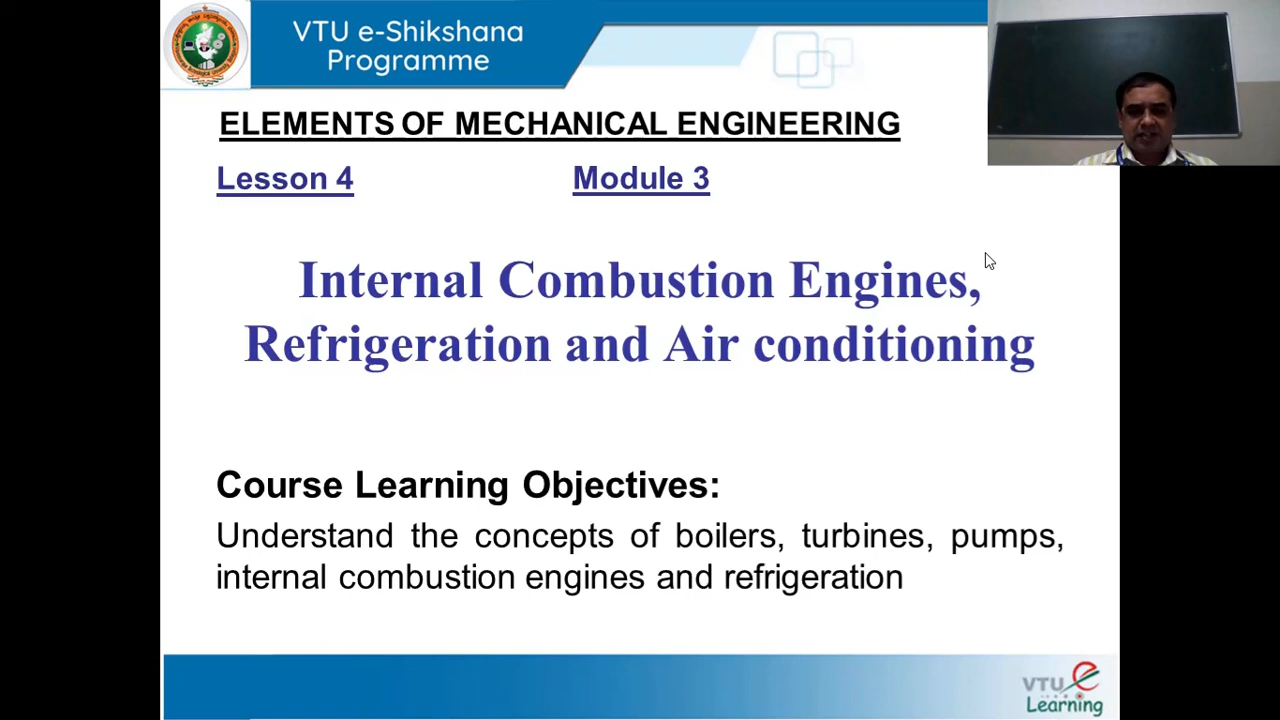 VTU e-Shikshana
Programme
ELEMENTS OF MECHANICAL ENGINEERING
Lesson 4 Module 3
Internal Combustion Engines,
Refrigeration and Air conditioning
Course Learning Objectives:
Understand the concepts of boilers, turbines, pumps,
internal combustion engines and refrigeration
VTU e
Learning